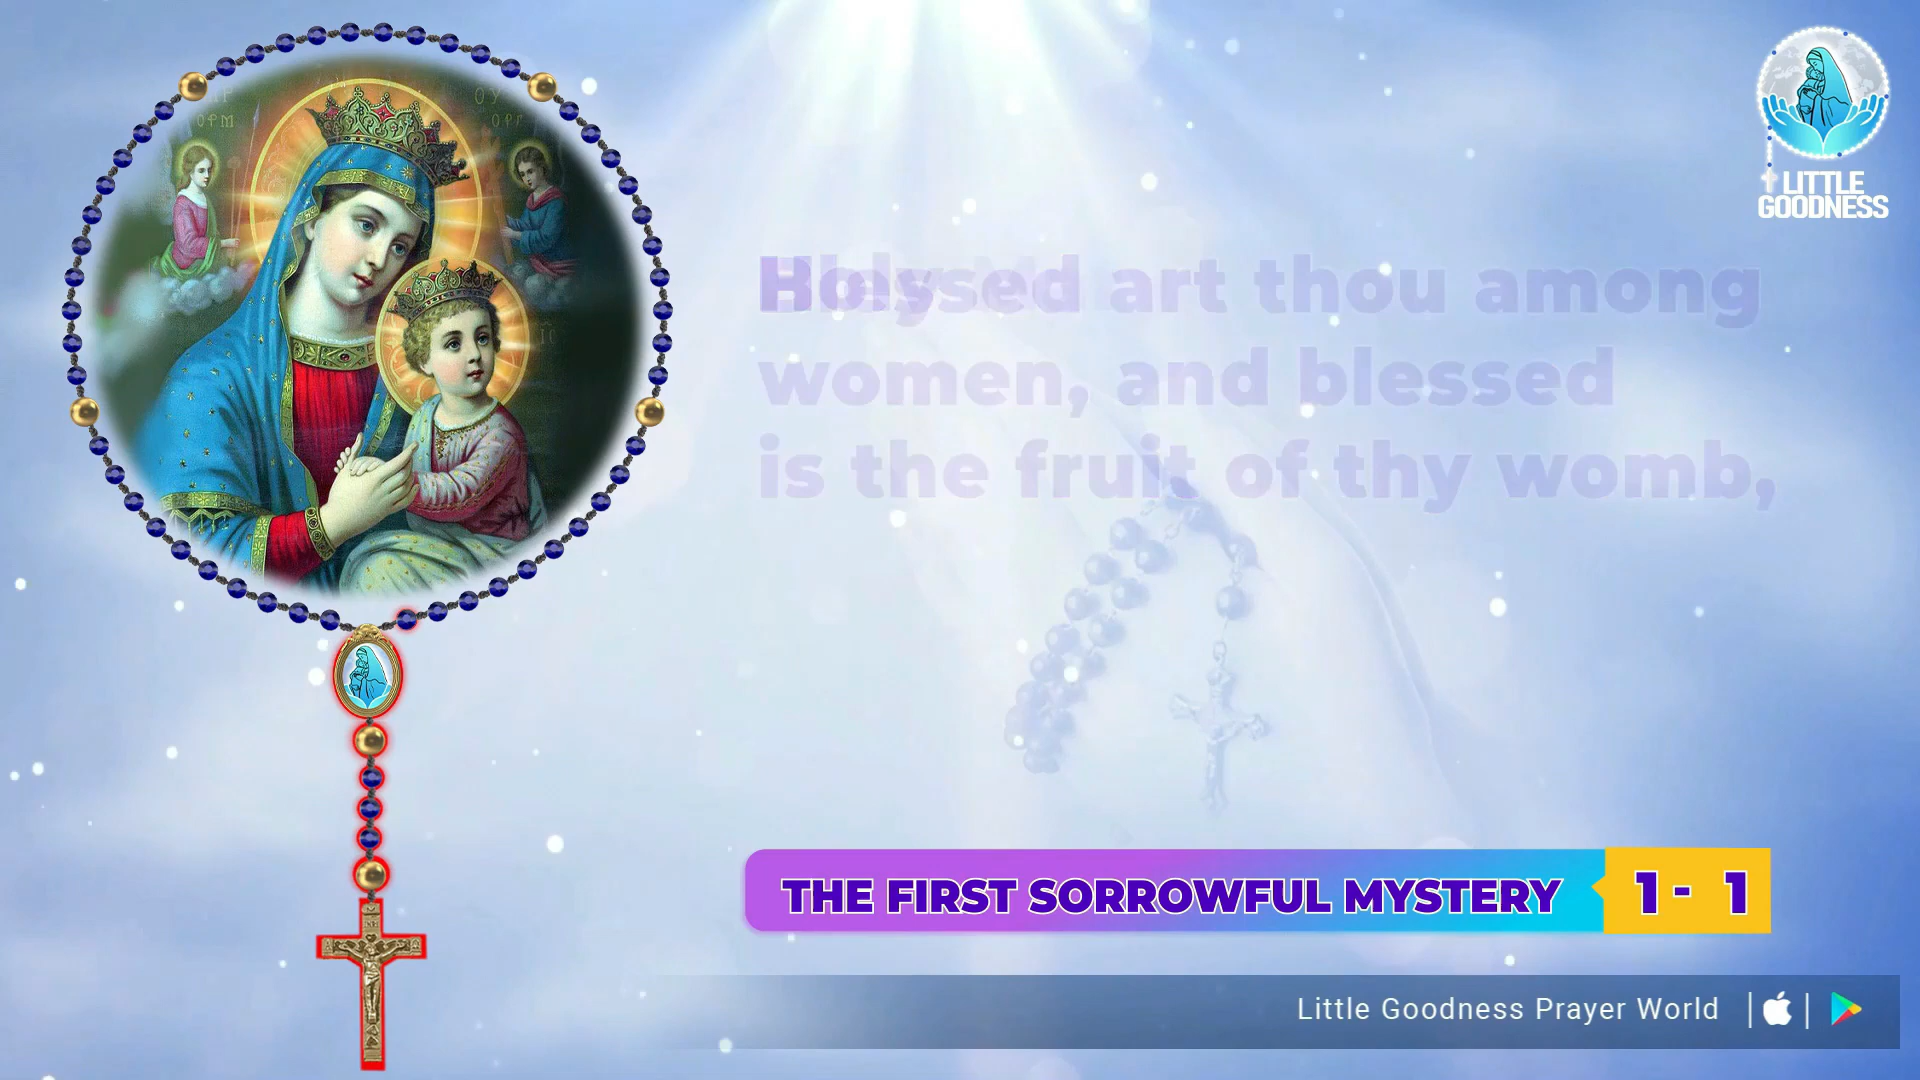 LITTLE
GOODNESS
Blessed art thou among
women, and blessed
is the fruit of thy womb,
THE FIRST SORROWFUL MYSTERY 1 - 1
Little Goodness Prayer World